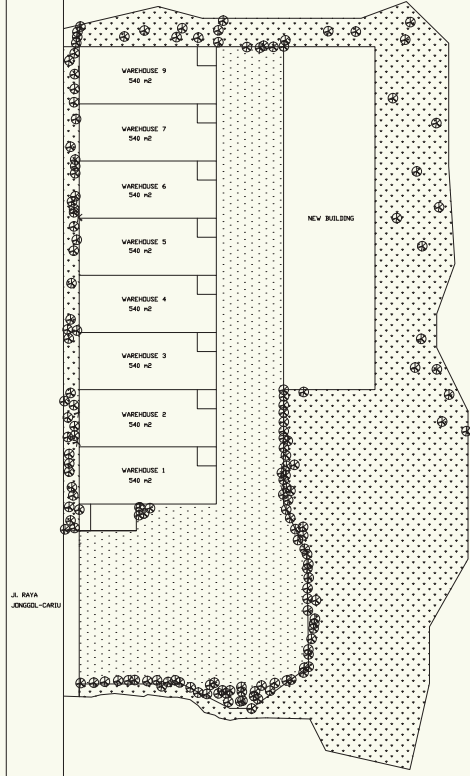 WAREHOUSE 9
540 m2
WAREHOUSE 7
540 m2
WAREHOUSE 6
540 m2
NEW BUILDING
WAREHOUSE 5
540 m2
WAREHOUSE 4
540 m2
WAREHOUSE 3
540 m2
WAREHOUSE 2
540 m2
WAREHOUSE 1
540 m2
JL RAYA
JONGGOL-CARIU